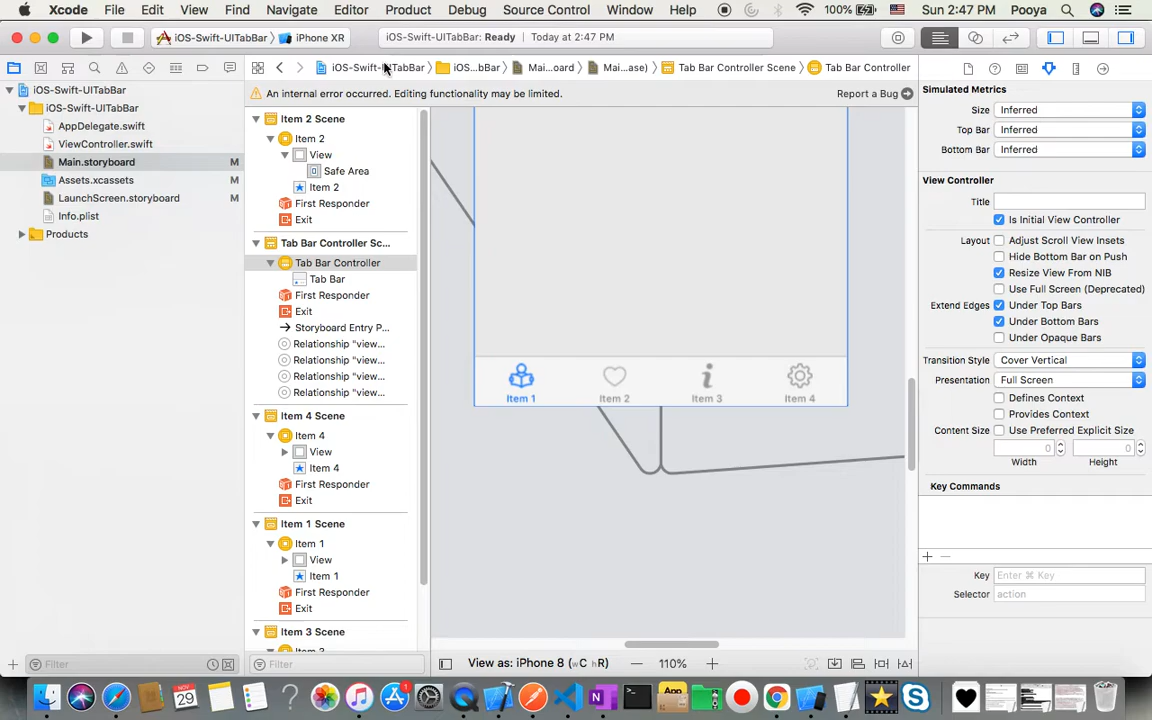 Xcode File Edit View Find Navigate Editor Product Debug Source Control Window Help 100% Sun 2:47 PM Pooya
iOS-Swift-UITabBar iPhone XR iOS-Swift-UITabBar: Ready Today at 2:47 PM
iOS-Swift-UITabBar iOS...bBar Mai...oard Mai...ase) Tab Bar Controller Scene Tab Bar Controller
An internal error occurred. Editing functionality may be limited. Report a Bug
iOS-Swift-UITabBar
iOS-Swift-UITabBar
AppDelegate.swift
ViewController.swift
Main.storyboard M
Assets.xcassets M
LaunchScreen.storyboard M
Info.plist
Products
Filter
Item 2 Scene
Item 2
View
Safe Area
Item 2
First Responder
Exit
Tab Bar Controller Sc...
Tab Bar Controller
Tab Bar
First Responder
Exit
Storyboard Entry P...
Relationship "view...
Relationship "view...
Relationship "view...
Relationship "view...
Item 4 Scene
Item 4
View
Item 4
First Responder
Exit
Item 1 Scene
Item 1
View
Item 1
First Responder
Exit
Item 3 Scene
Item 3
Filter
Item 1 Item 2 Item 3 Item 4
View as: iPhone 8 (wC hR) 110%
Simulated Metrics
Size Inferred
Top Bar Inferred
Bottom Bar Inferred
View Controller
Title
Is Initial View Controller
Layout Adjust Scroll View Insets
Hide Bottom Bar on Push
Resize View From NIB
Use Full Screen (Deprecated)
Extend Edges Under Top Bars
Under Bottom Bars
Under Opaque Bars
Transition Style Cover Vertical
Presentation Full Screen
Defines Context
Provides Context
Content Size Use Preferred Explicit Size
0 0
Width Height
Key Commands
Key Enter ⌘ Key
Selector action
NOV
29
App